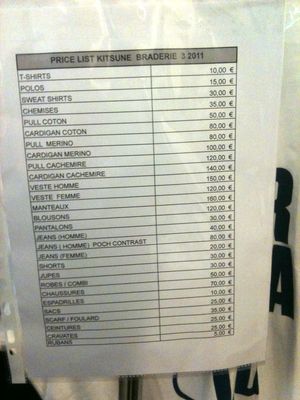 PRICE LIST KITSUNE BRADERIE 3 2011
T-SHIRTS 10,00 €
POLOS 15,00 €
SWEAT SHIRTS 30,00 €
CHEMISES 35,00 €
PULL COTON 50,00 €
CARDIGAN COTON 60,00 €
PULL MERINO 80,00 €
CARDIGAN MERINO 100,00 €
PULL CACHEMIRE 120,00 €
CARDIGAN CACHEMIRE 140,00 €
VESTE HOMME 150,00 €
VESTE FEMME 120,00 €
MANTEAUX 160,00 €
BLOUSONS 120,00 €
PANTALONS 30,00 €
JEANS (HOMME) 40,00 €
JEANS ( HOMME) POCH CONTRAST 80,00 €
JEANS (FEMME) 20,00 €
SHORTS 30,00 €
JUPES 30,00 €
ROBES / COMBI €
CHAUSSURES 70,00 €
ESPADRILLES 10,00 €
SACS 25,00 €
SCARF / FOULARD 35,00 €
CEINTURES 25,00 €
CRAVATES 25,00 €
RUBANS 5,00 €